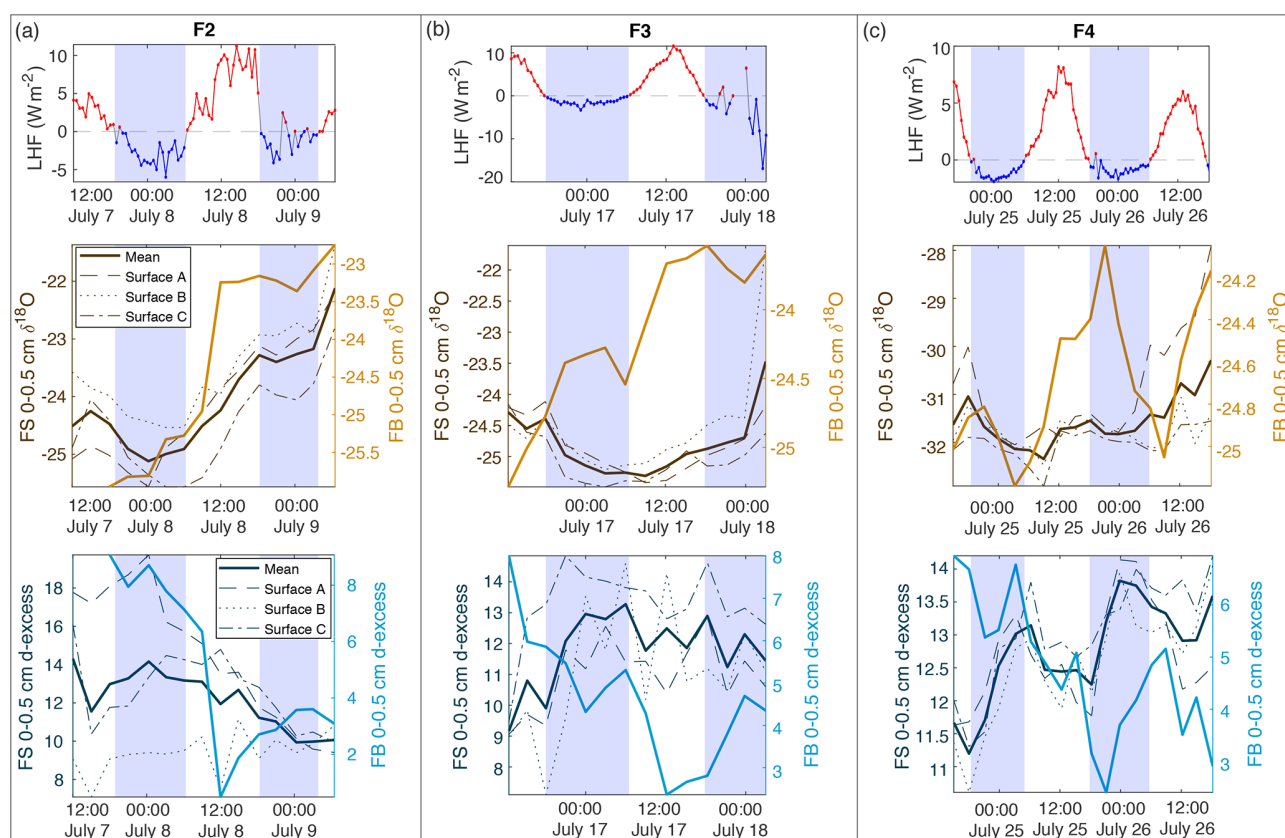 (a)
F2
LHF (W m-2)
10
5
0
-5
12:00 00:00 12:00 00:00
July 7 July 8 July 8 July 9
FS 0-0.5 cm δ18O
-22
-23
-24
-25
Mean
Surface A
Surface B
Surface C
-23
-23.5
-24
-24.5
-25
-25.5
FB 0-0.5 cm δ18O
12:00 00:00 12:00 00:00
July 7 July 8 July 8 July 9
FS 0-0.5 cm d-excess
18
16
14
12
10
8
Mean
Surface A
Surface B
Surface C
8
6
4
2
FB 0-0.5 cm d-excess
12:00 00:00 12:00 00:00
July 7 July 8 July 8 July 9
(b)
F3
LHF (W m-2)
10
0
-10
-20
00:00 12:00 00:00
July 17 July 17 July 18
FS 0-0.5 cm δ18O
-22
-22.5
-23
-23.5
-24
-24.5
-25
-24
-24.5
-25
FB 0-0.5 cm δ18O
00:00 12:00 00:00
July 17 July 17 July 18
FS 0-0.5 cm d-excess
14
13
12
11
10
9
8
8
7
6
5
4
3
FB 0-0.5 cm d-excess
00:00 12:00 00:00
July 17 July 17 July 18
(c)
F4
LHF (W m-2)
10
5
0
00:00 12:00 00:00 12:00
July 25 July 25 July 26 July 26
FS 0-0.5 cm δ18O
-28
-29
-30
-31
-32
-24.2
-24.4
-24.6
-24.8
-25
FB 0-0.5 cm δ18O
00:00 12:00 00:00 12:00
July 25 July 25 July 26 July 26
FS 0-0.5 cm d-excess
14
13.5
13
12.5
12
11.5
11
6
5
4
3
FB 0-0.5 cm d-excess
00:00 12:00 00:00 12:00
July 25 July 25 July 26 July 26